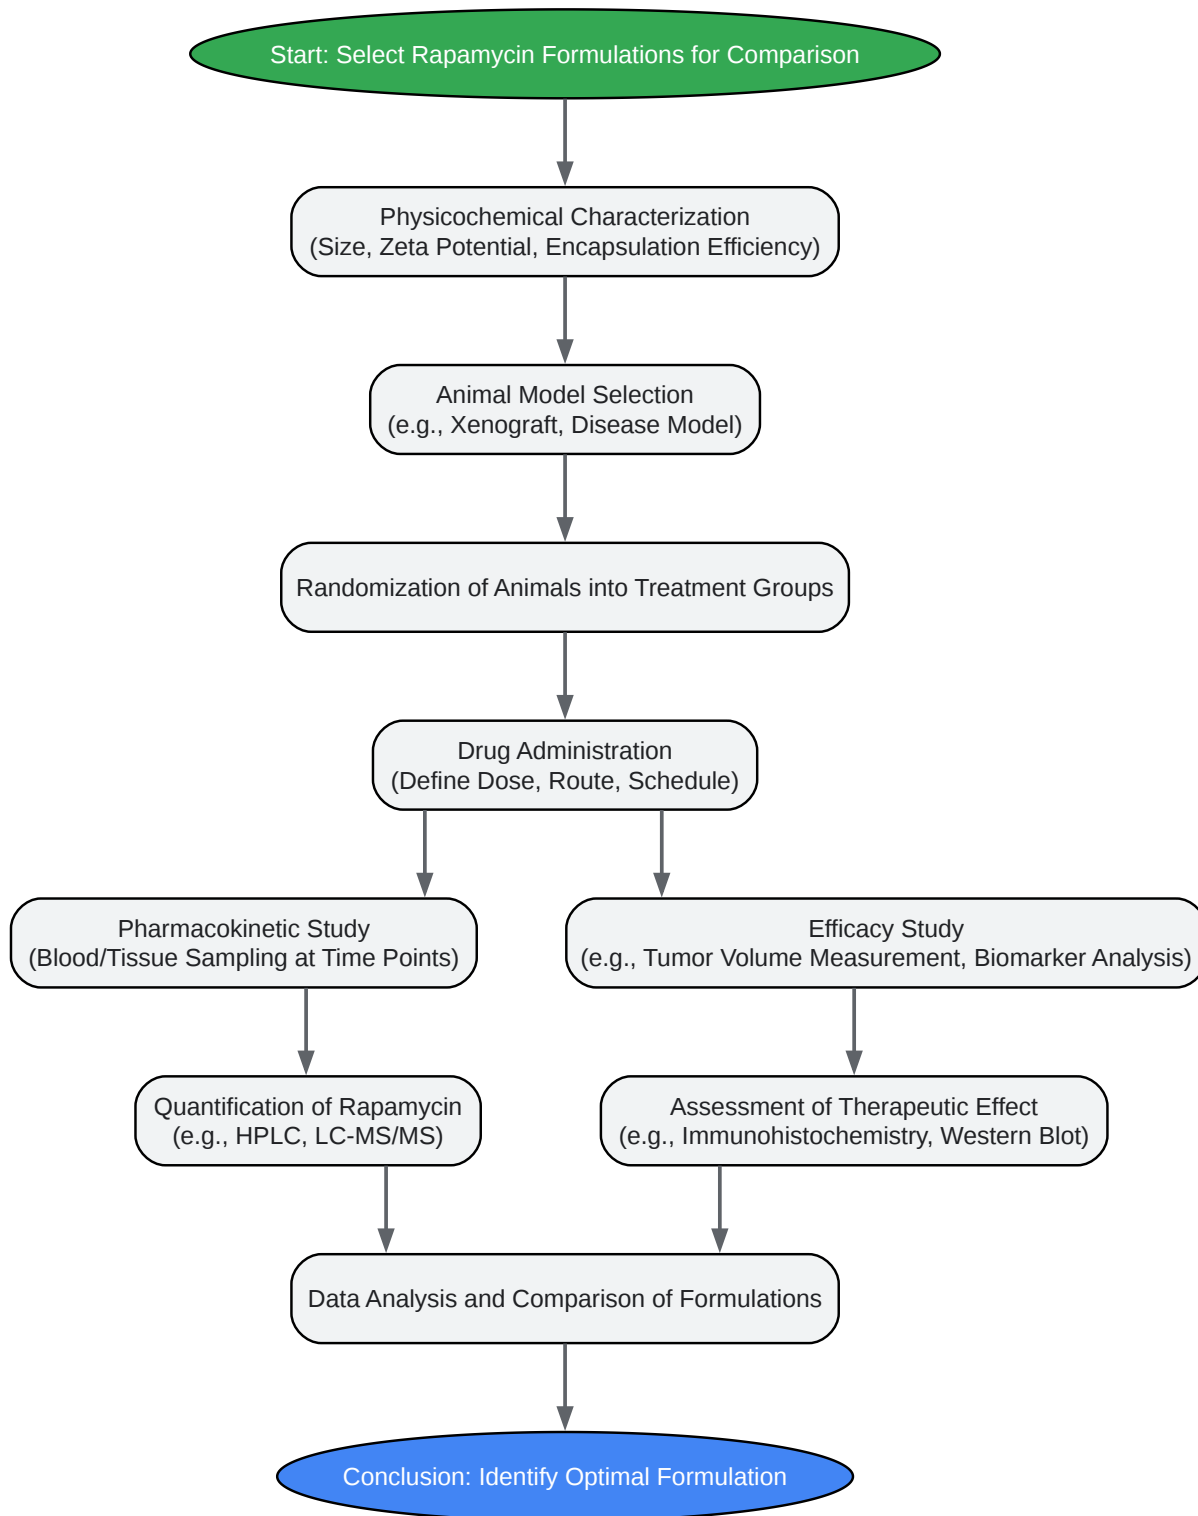 Start: Select Rapamycin Formulations for Comparison
Physicochemical Characterization
(Size, Zeta Potential, Encapsulation Efficiency)
Animal Model Selection
(e.g., Xenograft, Disease Model)
Randomization of Animals into Treatment Groups
Drug Administration
(Define Dose, Route, Schedule)
Pharmacokinetic Study
(Blood/Tissue Sampling at Time Points)
Efficacy Study
(e.g., Tumor Volume Measurement, Biomarker Analysis)
Quantification of Rapamycin
(e.g., HPLC, LC-MS/MS)
Assessment of Therapeutic Effect
(e.g., Immunohistochemistry, Western Blot)
Data Analysis and Comparison of Formulations
Conclusion: Identify Optimal Formulation